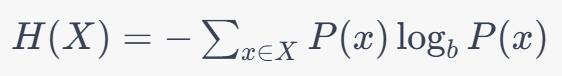 H(X) = − ∑_{x∈X} P(x) log_b P(x)